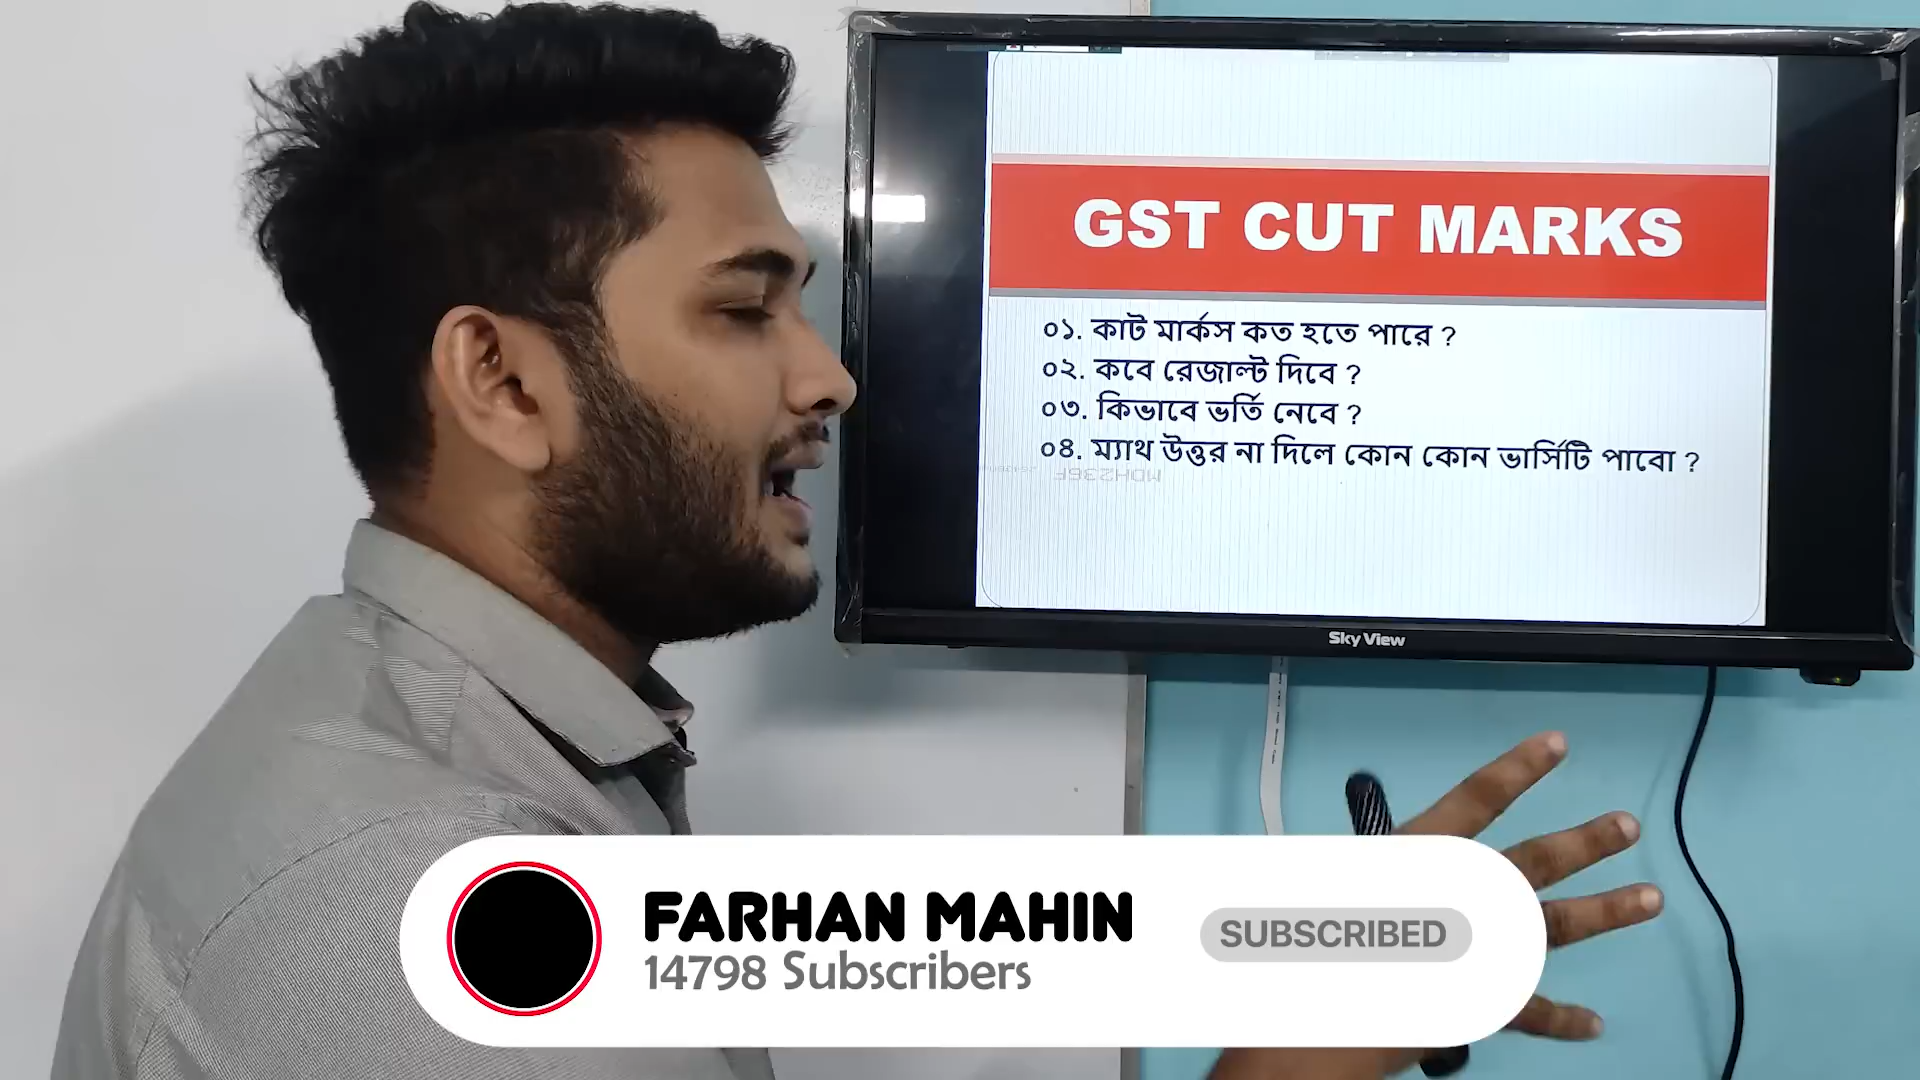 GST CUT MARKS
০১. কাট মার্কস কত হতে পারে ?
০২. কবে রেজাল্ট দিবে ?
০৩. কিভাবে ভর্তি নেবে ?
০৪. ম্যাথ উত্তর না দিলে কোন কোন ভার্সিটি পাবো ?
Sky View
FARHAN MAHIN
14798 Subscribers
SUBSCRIBED